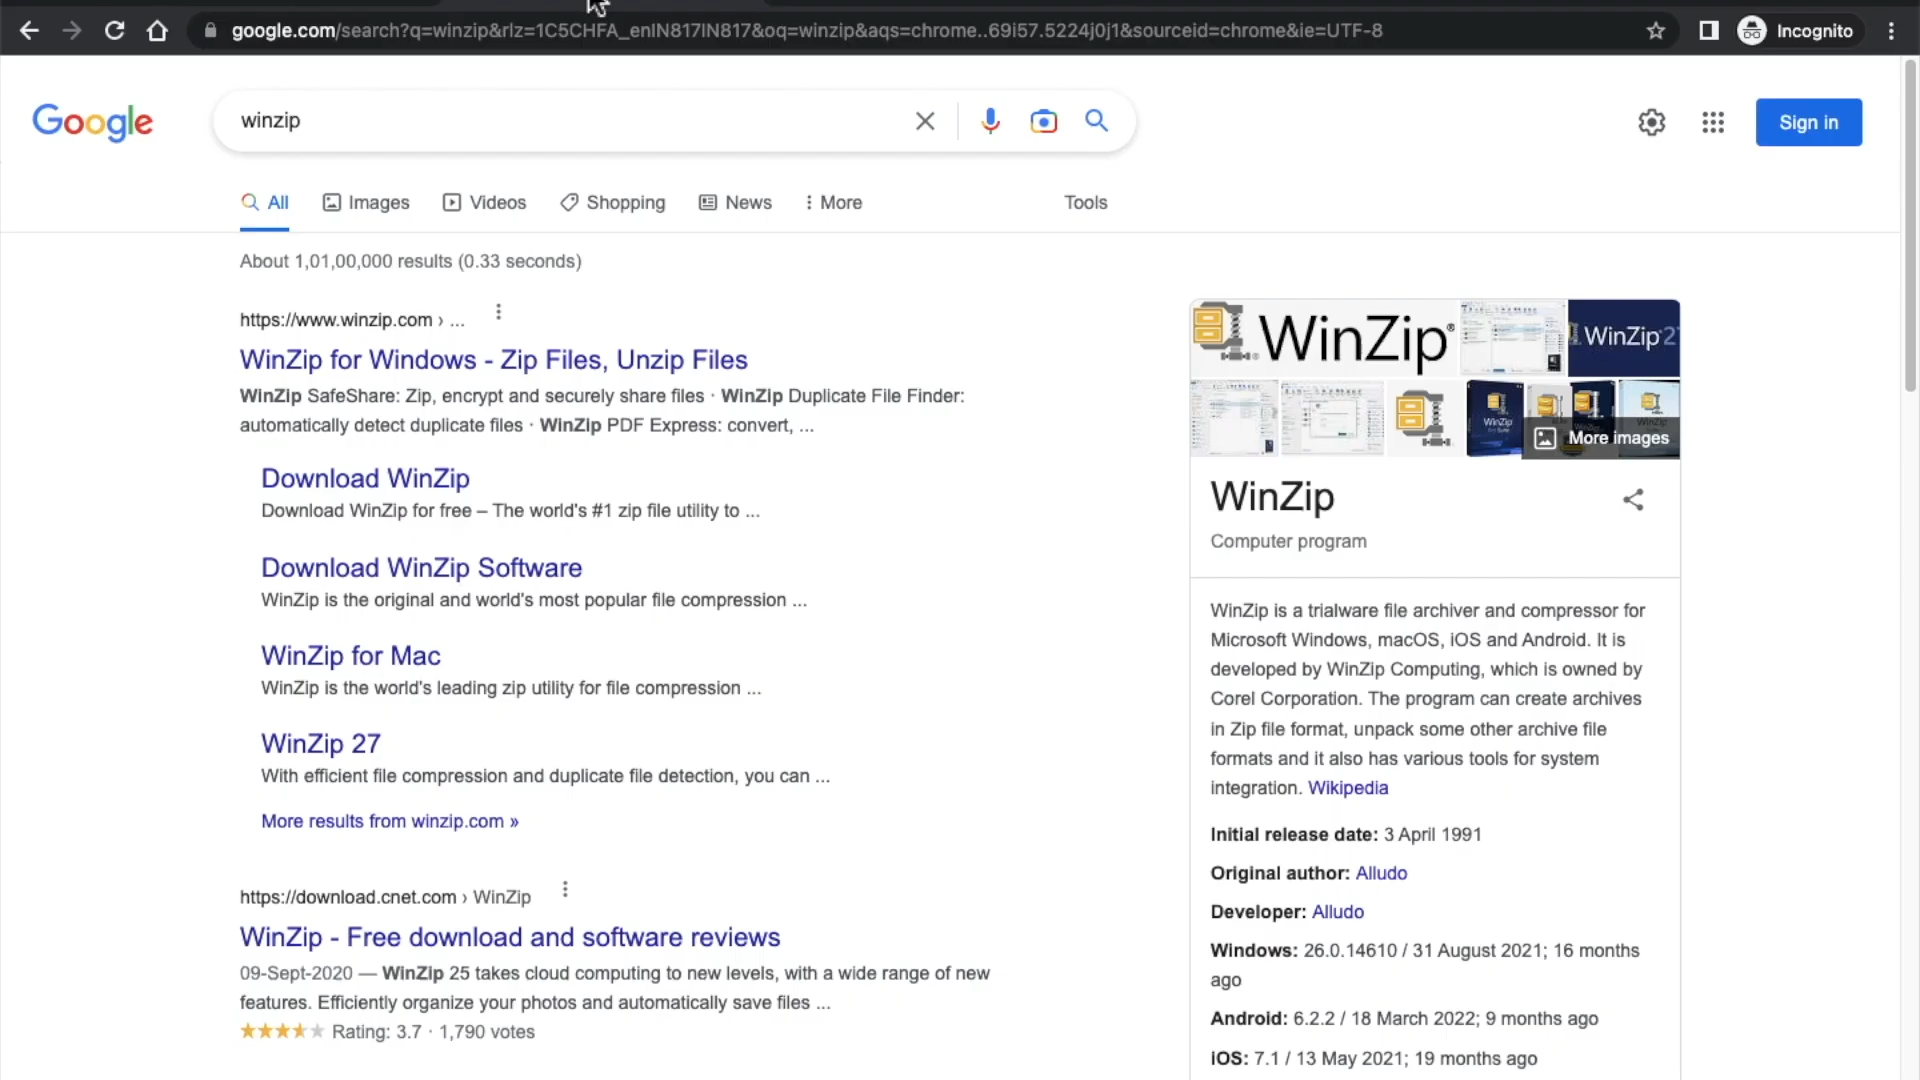 google.com/search?q=winzip&rlz=1C5CHFA_enIN817IN817&oq=winzip&aqs=chrome..69i57.5224j0j1&sourceid=chrome&ie=UTF-8
Incognito
Google
winzip
Sign in
All
Images
Videos
Shopping
News
More
Tools
About 1,01,00,000 results (0.33 seconds)
https://www.winzip.com › ...
WinZip for Windows - Zip Files, Unzip Files
WinZip SafeShare: Zip, encrypt and securely share files · WinZip Duplicate File Finder:
automatically detect duplicate files · WinZip PDF Express: convert, ...
Download WinZip
Download WinZip for free – The world's #1 zip file utility to ...
Download WinZip Software
WinZip is the original and world's most popular file compression ...
WinZip for Mac
WinZip is the world's leading zip utility for file compression ...
WinZip 27
With efficient file compression and duplicate file detection, you can ...
More results from winzip.com »
https://download.cnet.com › WinZip
WinZip - Free download and software reviews
09-Sept-2020 — WinZip 25 takes cloud computing to new levels, with a wide range of new
features. Efficiently organize your photos and automatically save files ...
Rating: 3.7 · 1,790 votes
WinZip®
WinZip 27
WinZip
More images
WinZip
Computer program
WinZip is a trialware file archiver and compressor for
Microsoft Windows, macOS, iOS and Android. It is
developed by WinZip Computing, which is owned by
Corel Corporation. The program can create archives
in Zip file format, unpack some other archive file
formats and it also has various tools for system
integration. Wikipedia
Initial release date: 3 April 1991
Original author: Alludo
Developer: Alludo
Windows: 26.0.14610 / 31 August 2021; 16 months
ago
Android: 6.2.2 / 18 March 2022; 9 months ago
iOS: 7.1 / 13 May 2021; 19 months ago